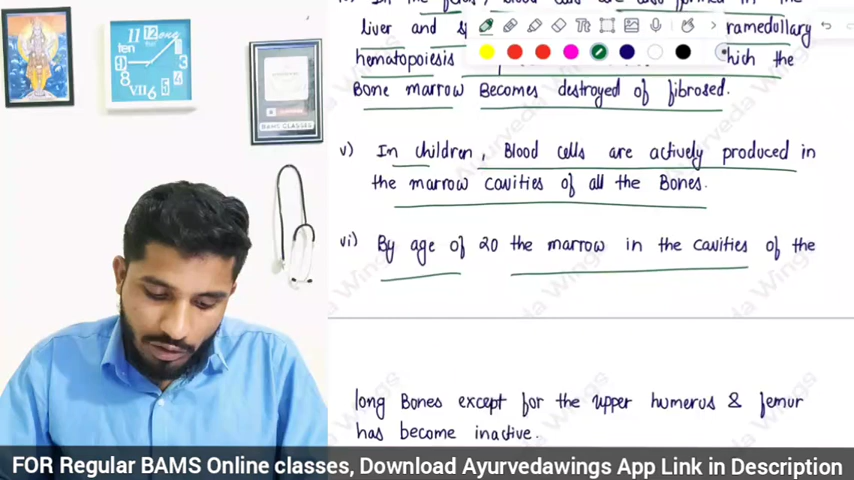 liver and
ramedollary
hematopoiesis
hich the
Bone marrow Becomes destroyed of fibrosed.
v) In children, Blood cells are actively produced in
the marrow cavities of all the Bones.
vi) By age of 20 the marrow in the cavities of the
long Bones except for the upper humerus & femur
has become inactive.
BAMS CLASSES
FOR Regular BAMS Online classes, Download Ayurvedawings App Link in Description